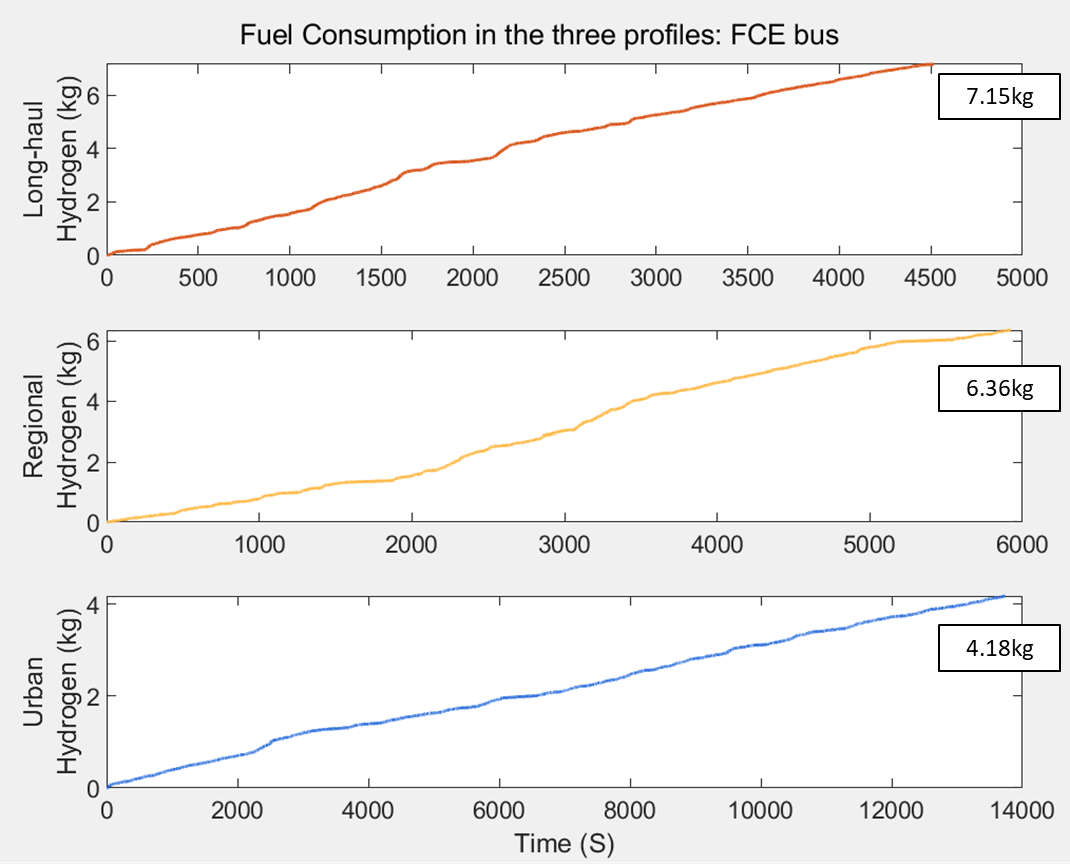 Fuel Consumption in the three profiles: FCE bus
Long-haul
Hydrogen (kg)
6
4
2
0
7.15kg
0 500 1000 1500 2000 2500 3000 3500 4000 4500 5000
Regional
Hydrogen (kg)
6
4
2
0
6.36kg
0 1000 2000 3000 4000 5000 6000
Urban
Hydrogen (kg)
4
2
0
4.18kg
0 2000 4000 6000 8000 10000 12000 14000
Time (S)